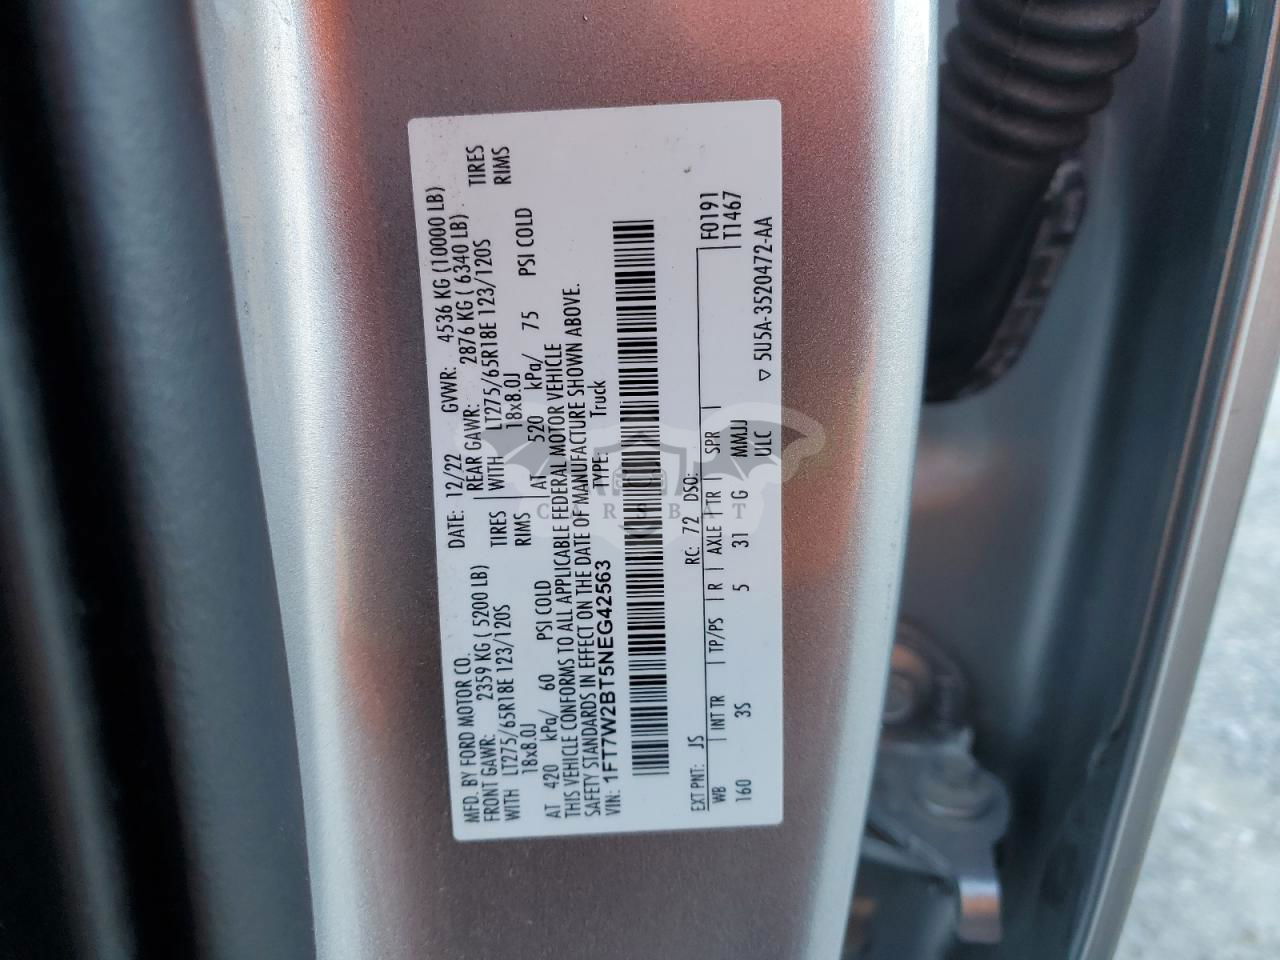 MFD. BY FORD MOTOR CO.
DATE: 12/22 GVWR: 4536 KG (10000 LB)
FRONT GAWR: 2359 KG ( 5200 LB)
REAR GAWR: 2876 KG ( 6340 LB)
WITH LT275/65R18E 123/120S TIRES
WITH LT275/65R18E 123/120S TIRES
18x8.0J RIMS
18x8.0J RIMS
AT 420 kPa/ 60 PSI COLD
AT 520 kPa/ 75 PSI COLD
THIS VEHICLE CONFORMS TO ALL APPLICABLE FEDERAL MOTOR VEHICLE
SAFETY STANDARDS IN EFFECT ON THE DATE OF MANUFACTURE SHOWN ABOVE.
VIN: 1FT7W2BT5NEG42563
TYPE: Truck
EXT PNT: JS RC: 72 DSO: F0191
WB INT TR TP/PS R AXLE TR SPR T1467
160 3S 5 31 G MMJJ
ULC ▽ 5U5A-3520472-AA
CARSBAT